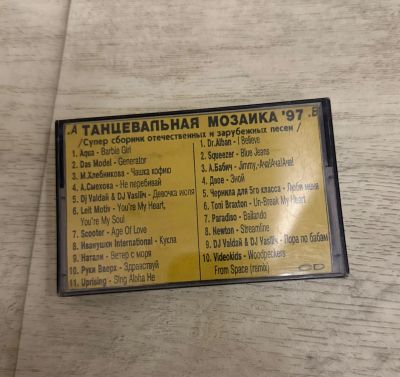 .A ТАНЦЕВАЛЬНАЯ МОЗАИКА '97 .B
/Супер сборник отечественных и зарубежных песен/
1. Aqua - Barbie Girl
2. Das Model - Generator
3. М.Хлебникова - Чашка кофию
4. А.Смехова - Не перебивай
5. Dj Valdai & DJ Vasilin - Девочка июля
6. Leit Motiv - You're My Heart,
You're My Soul
7. Scooter - Age Of Love
8. Иванушки International - Кукла
9. Натали - Ветер с моря
10. Руки Вверх - Здравствуй
11. Uprising - Sing Aloha He
1. Dr.Alban - I Believe
2. Squeezer - Blue Jeans
3. А.Бабич - Jimmy,-Ача!Ача!Ача!
4. Двое - Зной
5. Чернила для 5го класса - Люби меня
6. Toni Braxton - Un-Break My Heart
7. Paradiso - Bailando
8. Newton - Streamline
9. DJ Valdaii & DJ Vasilin - Пора по бабам
10. Videokids - Woodpeckers
From Space (remix)